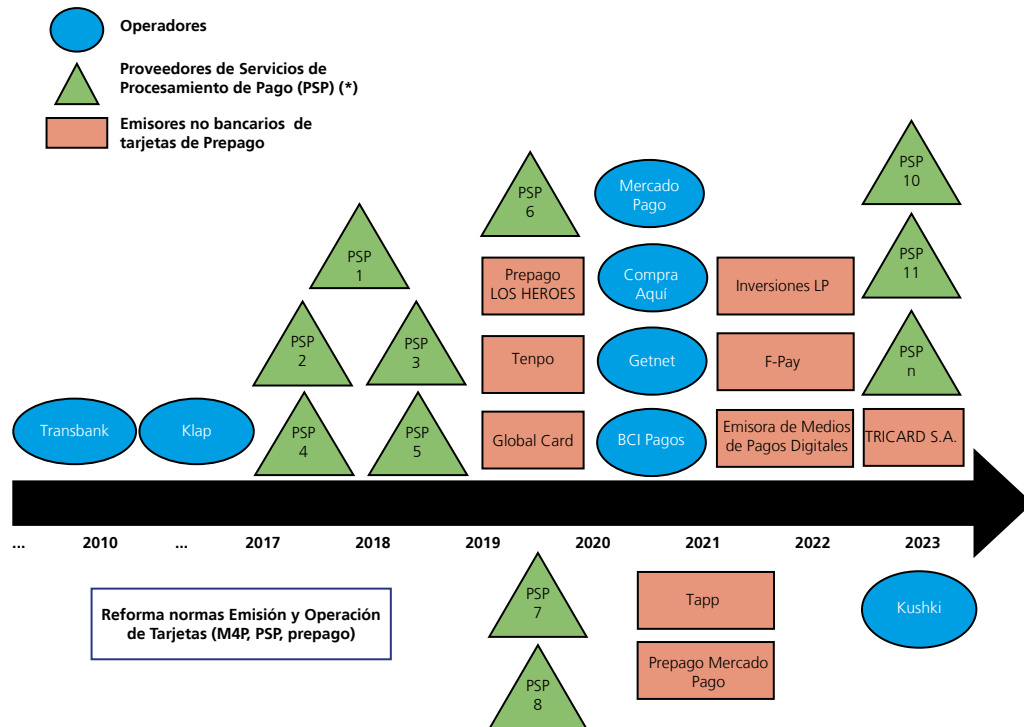 Operadores
Proveedores de Servicios de
Procesamiento de Pago (PSP) (*)
Emisores no bancarios de
tarjetas de Prepago
PSP
10
PSP
6
Mercado
Pago
PSP
1
PSP
11
Prepago
LOS HEROES
Compra
Aquí
Inversiones LP
PSP
2
PSP
3
Tenpo
Getnet
F-Pay
PSP
n
Transbank
Klap
PSP
4
PSP
5
Global Card
BCI Pagos
Emisora de Medios
de Pagos Digitales
TRICARD S.A.
... 2010 ... 2017 2018 2019 2020 2021 2022 2023
Reforma normas Emisión y Operación
de Tarjetas (M4P, PSP, prepago)
PSP
7
Tapp
Kushki
PSP
8
Prepago Mercado
Pago